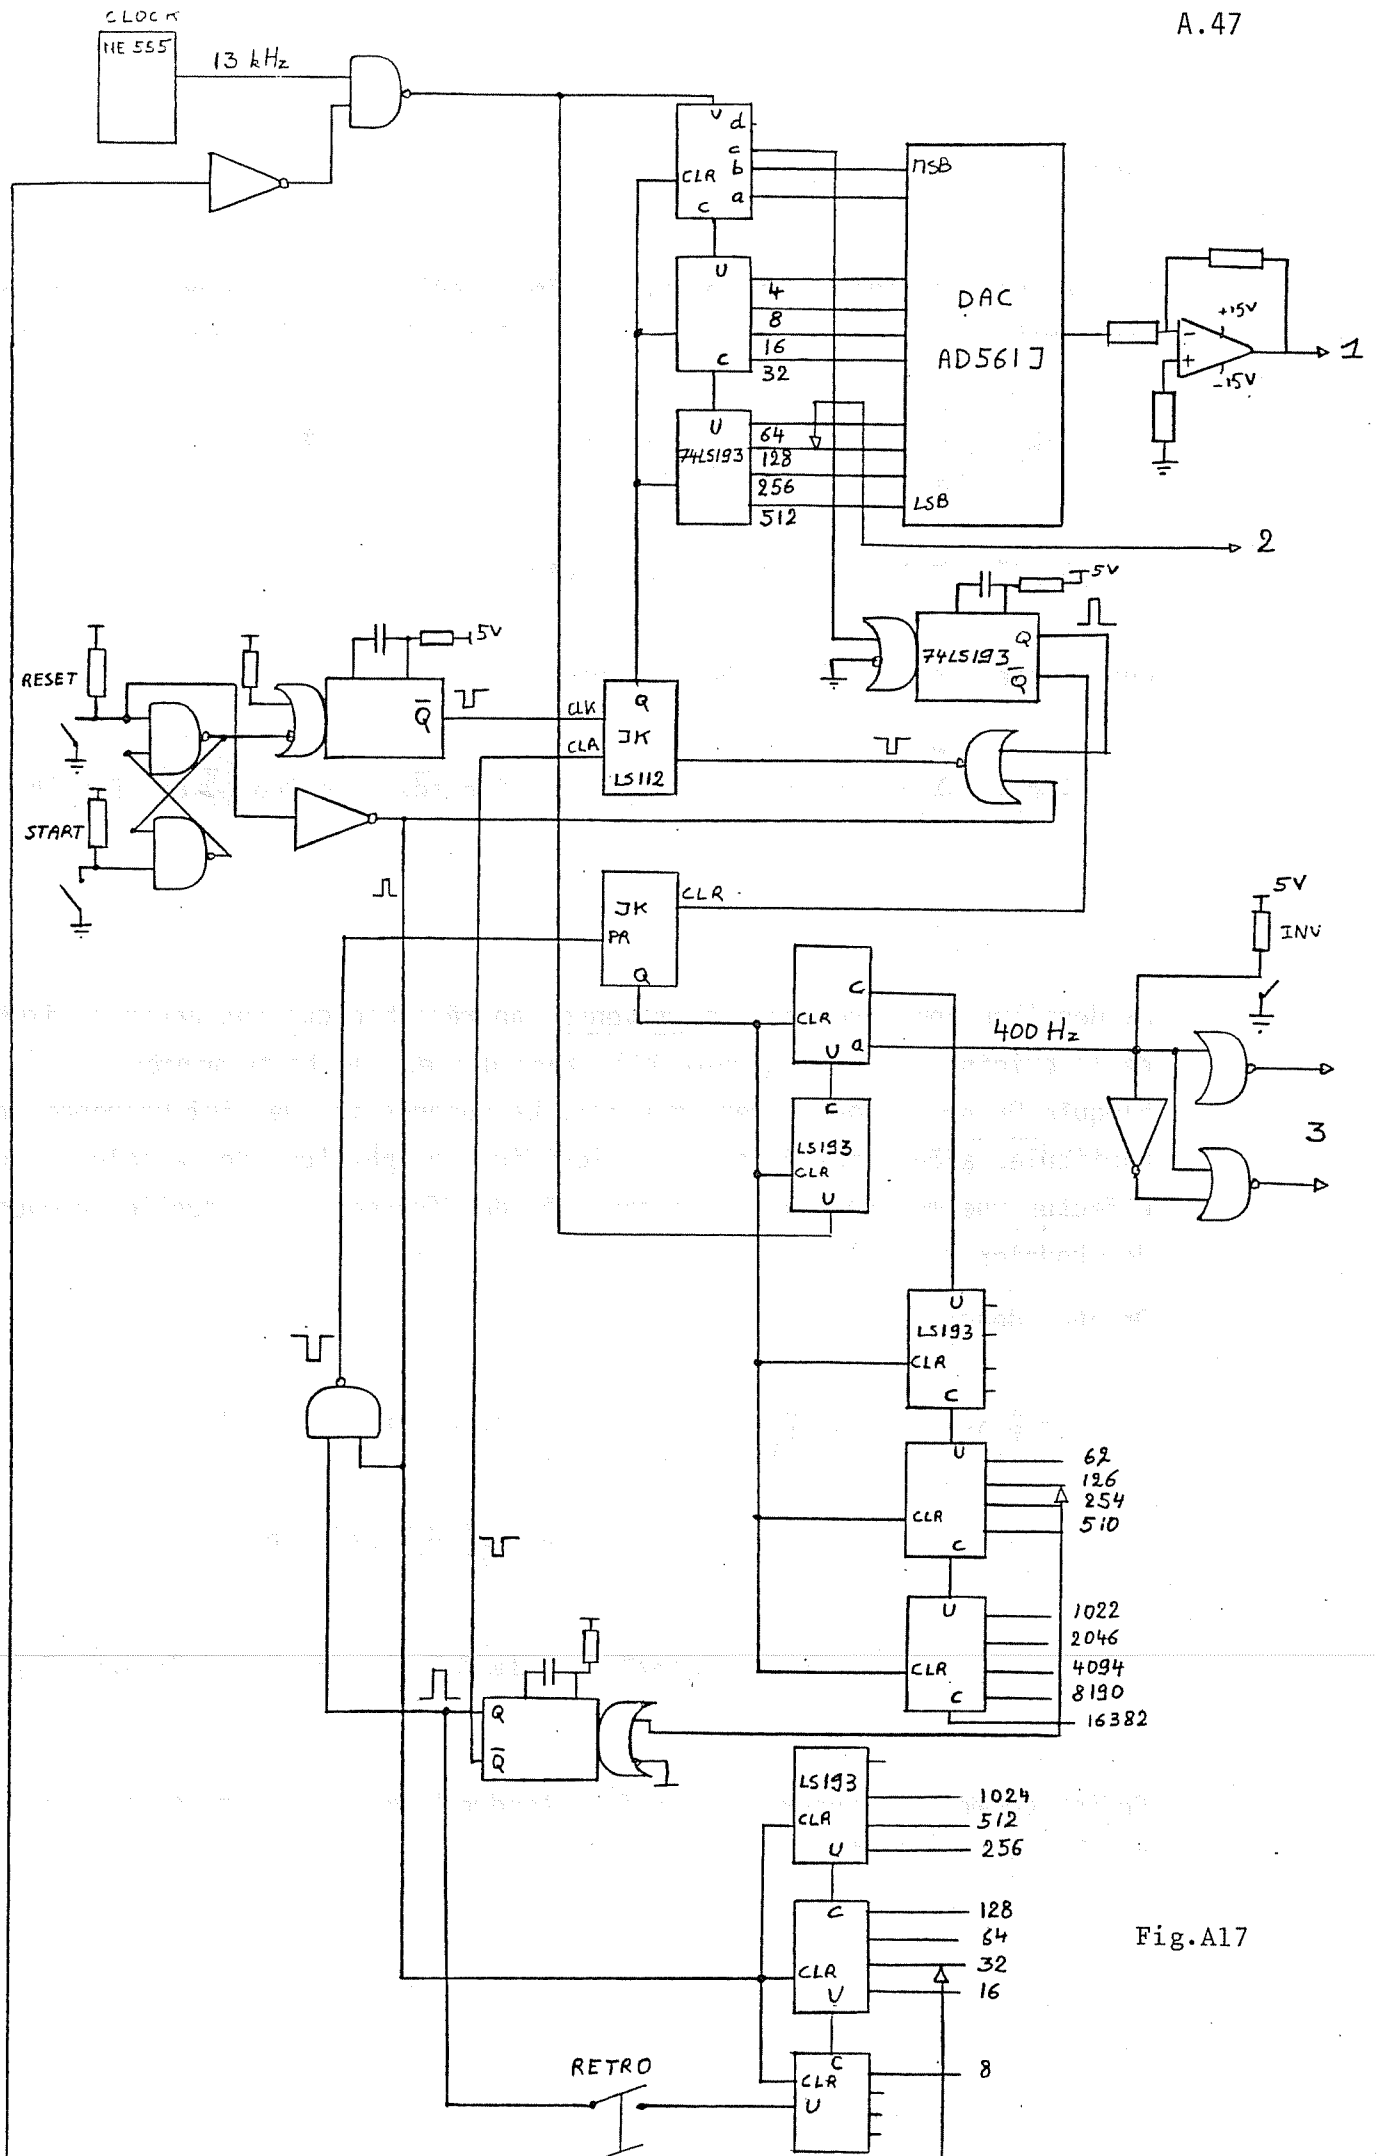 A.47
CLOCK
NE 555
13 kHz
U
d
c
b
a
CLR
C
MSB
U
4
8
16
32
C
DAC
AD561J
+15V
-
+
-15V
1
U
74LS193
64
128
256
512
LSB
2
5V
74LS193
Q
Q̅
RESET
5V
Q̅
CLK
Q
JK
CLR
LS112
START
JK
CLR
PR
Q
5V
INV
C
CLR
a
U
400 Hz
C
LS193
CLR
U
3
U
LS193
CLR
C
U
62
126
254
510
CLR
C
U
1022
2046
4094
8190
16382
CLR
C
Q
Q̅
LS193
CLR
U
1024
512
256
C
CLR
U
128
64
32
16
Fig.A17
RETRO
C
CLR
U
8